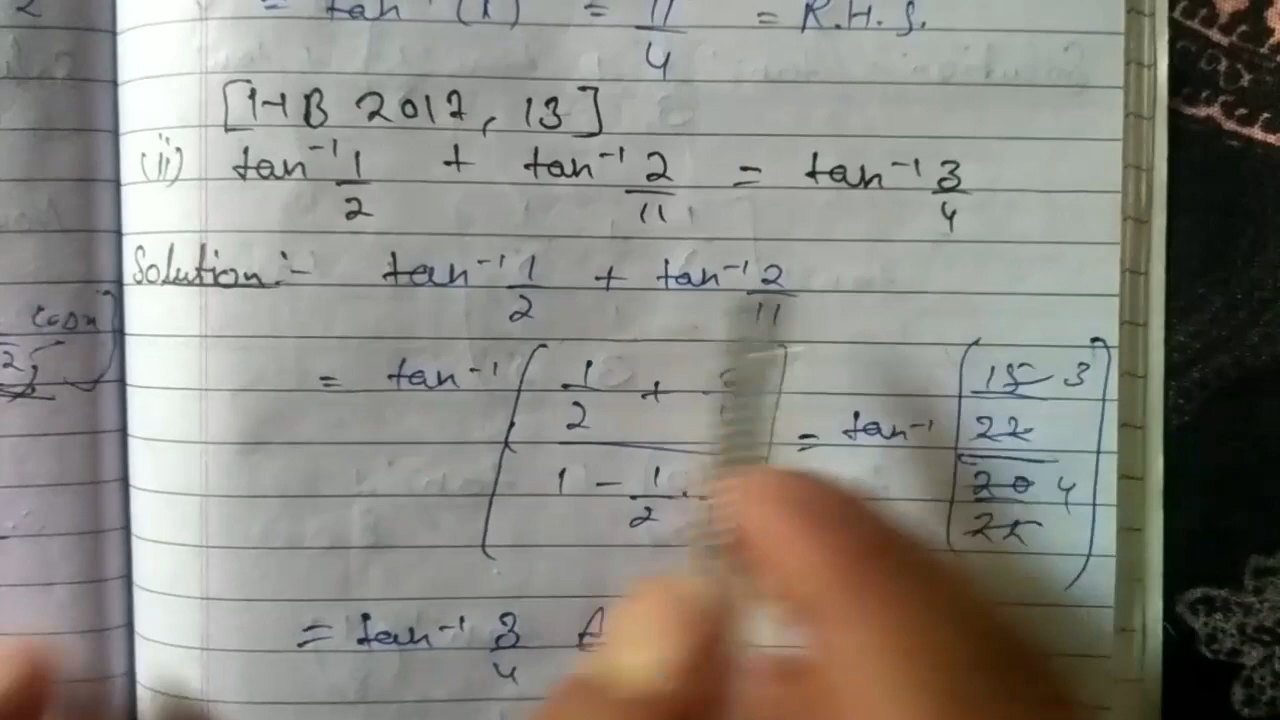 = tan⁻¹ (1) = π/4 = R.H.S.
[HB 2017, 13]
(ii) tan⁻¹ 1/2 + tan⁻¹ 2/11 = tan⁻¹ 3/4
Solution:- tan⁻¹ 1/2 + tan⁻¹ 2/11
= tan⁻¹ ( 1/2 + / 1 - 1/2 . ) = tan⁻¹ ( 15 3 / 22 / 20 4 / 22 )
= tan⁻¹ 3/4
cosx